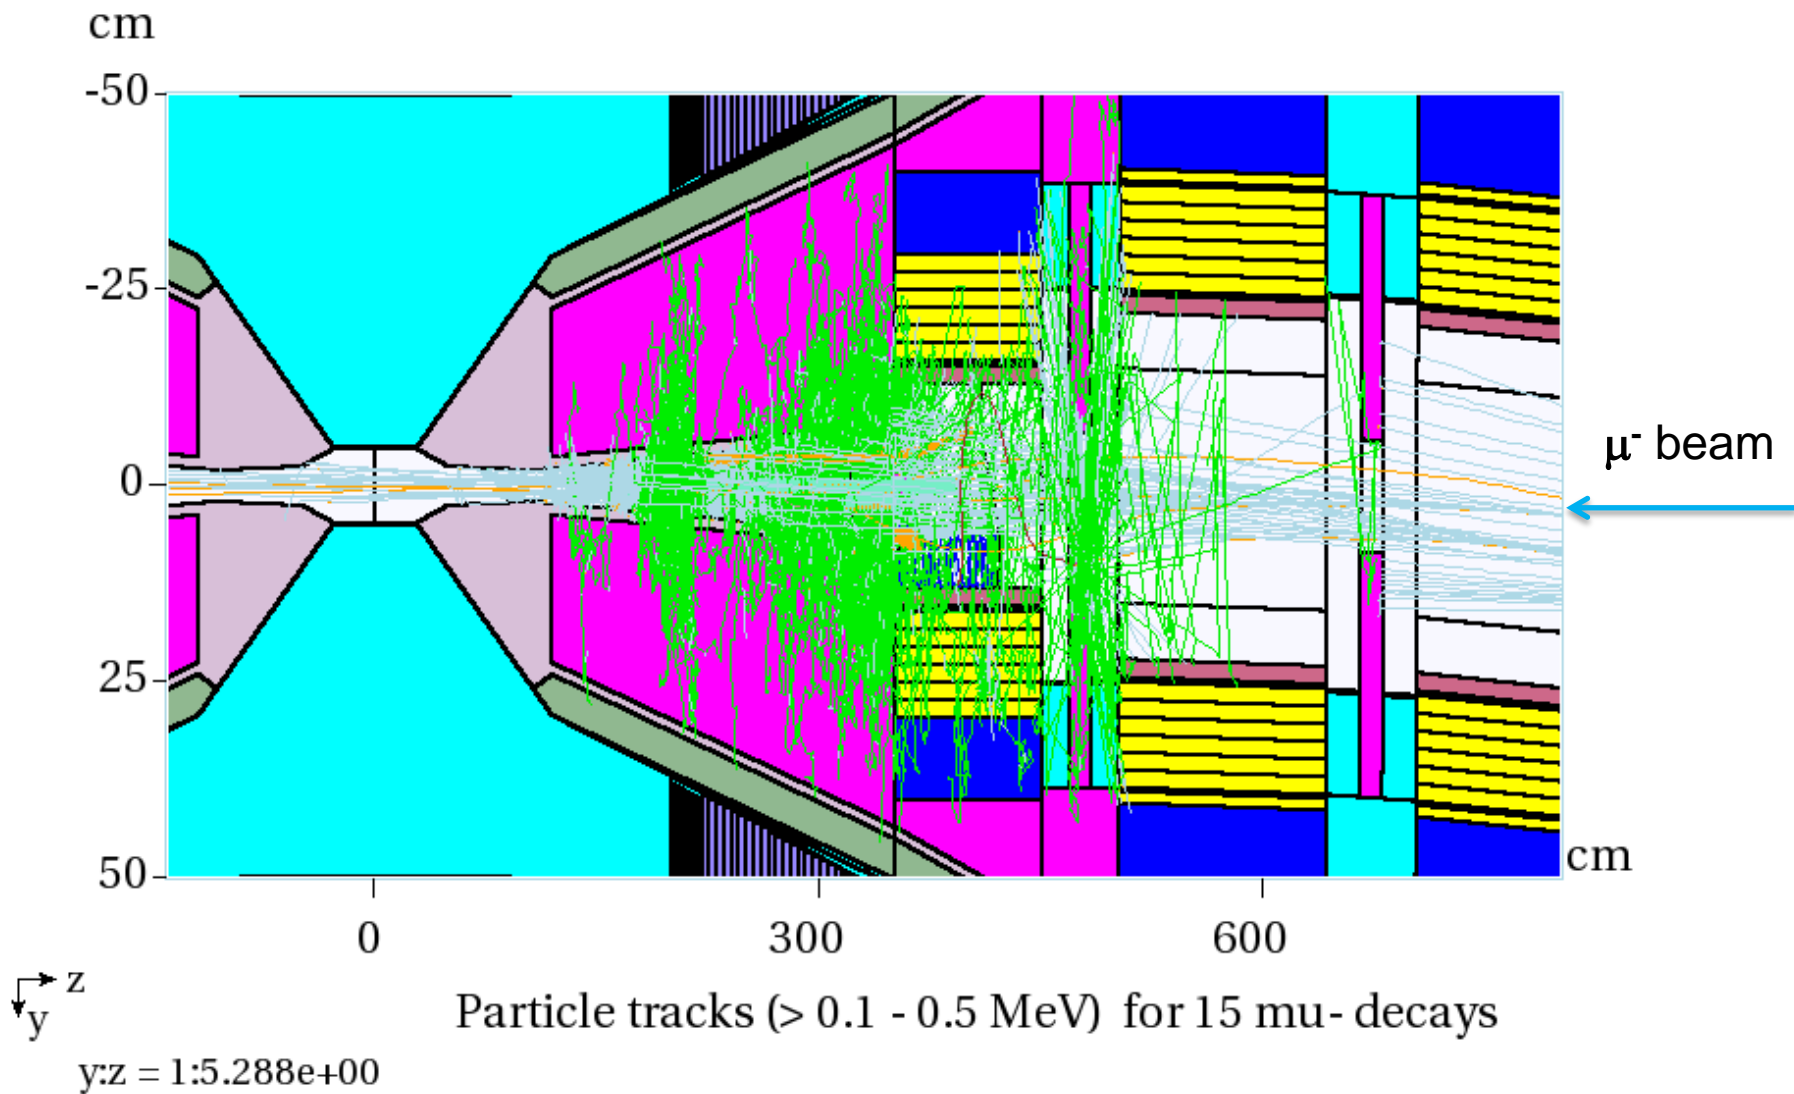 cm
-50
-25
0
25
50
μ⁻ beam
cm
0 300 600
z
y
Particle tracks (> 0.1 - 0.5 MeV) for 15 mu- decays
y:z = 1:5.288e+00